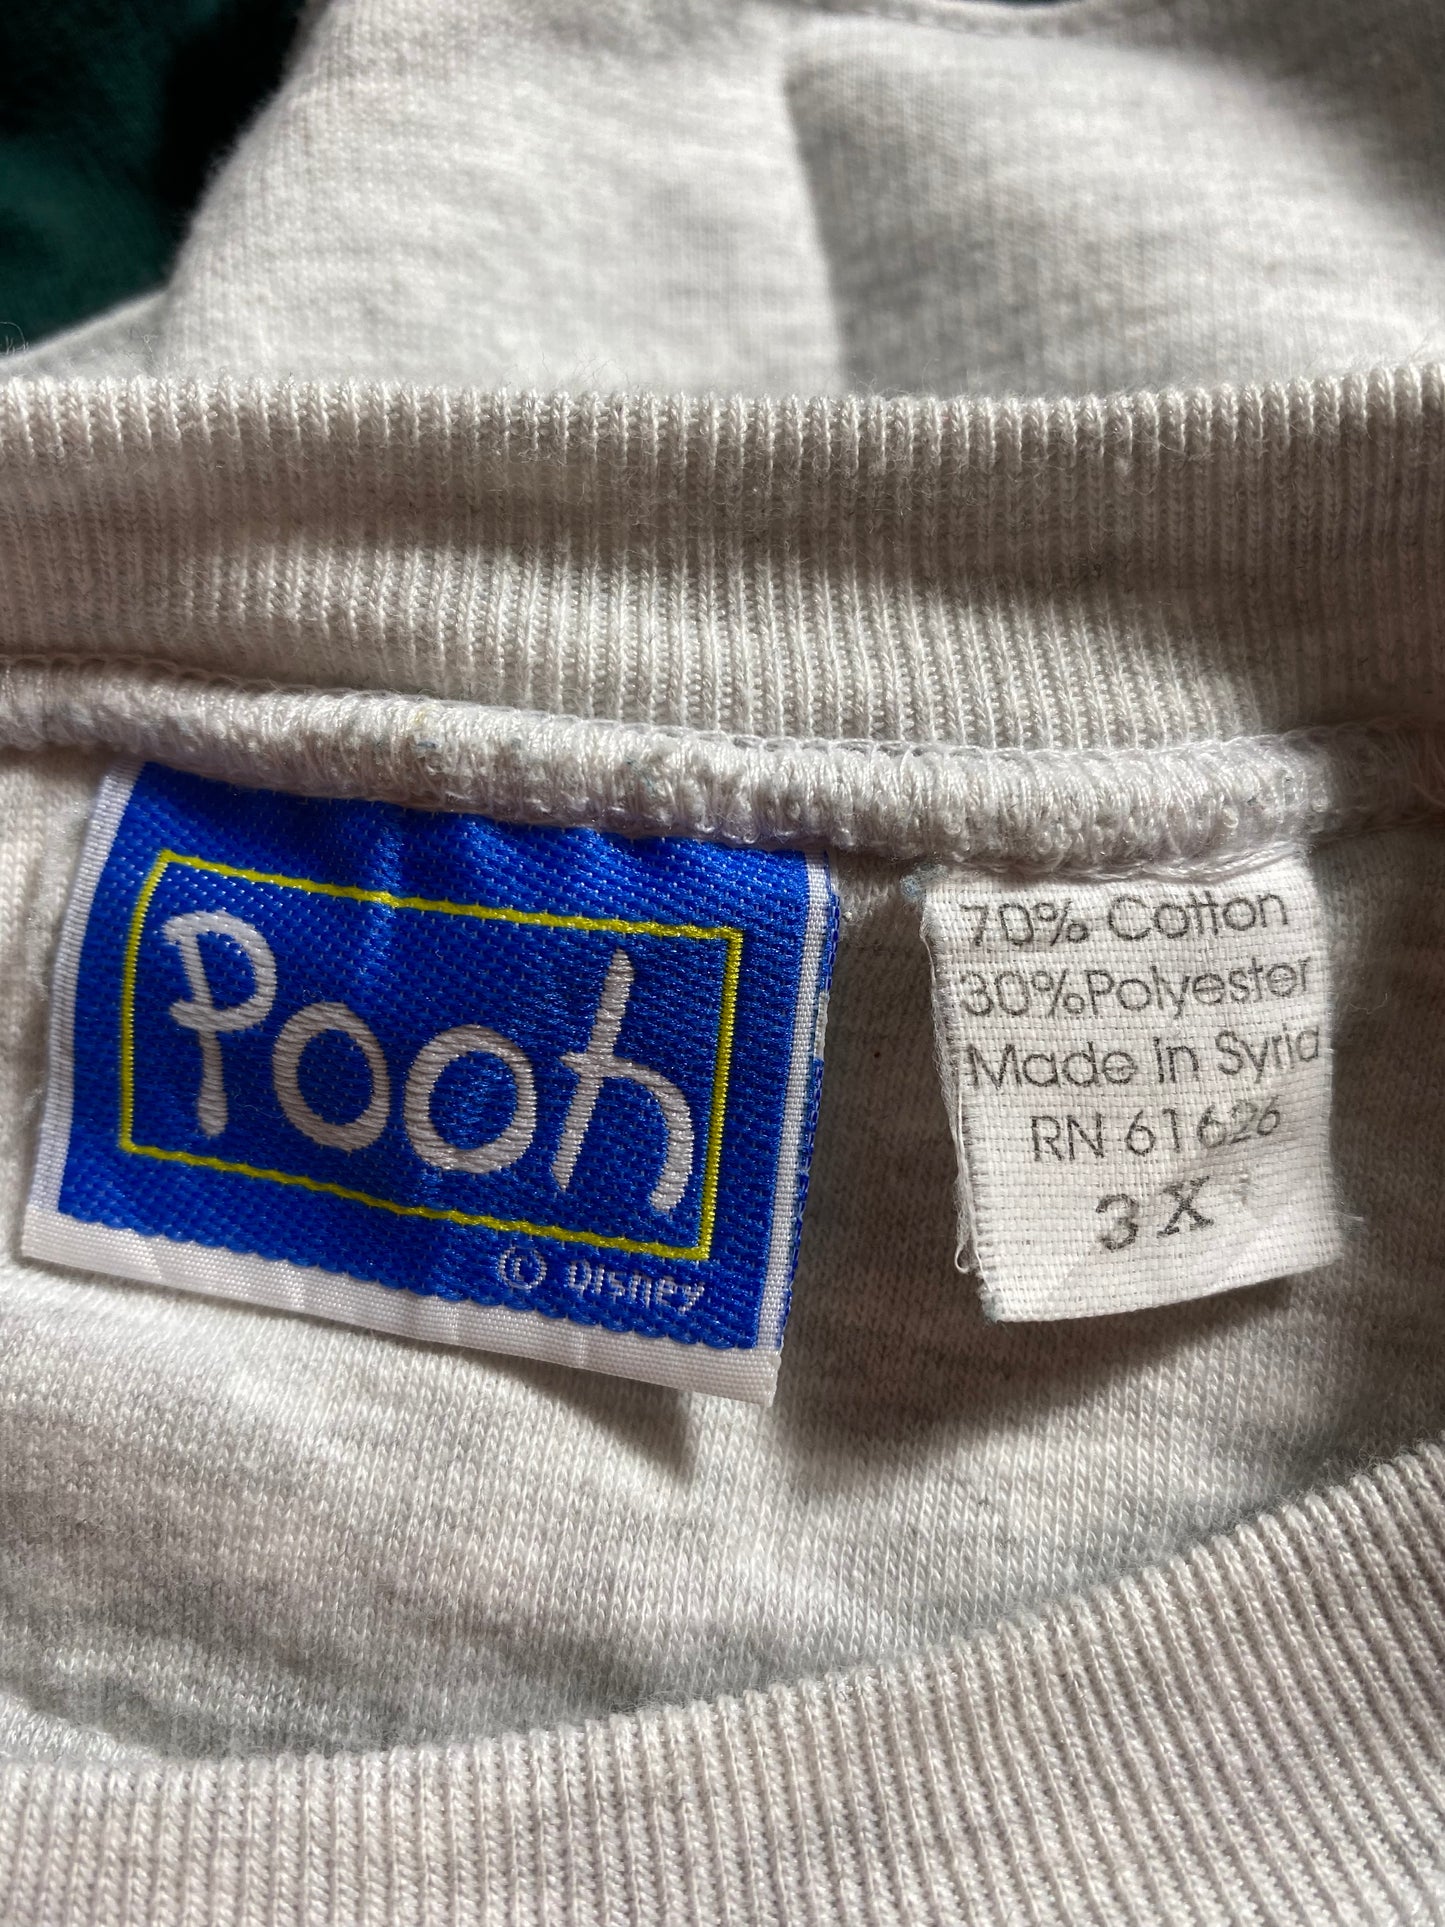 Pooh
© Disney
70% Cotton
30%Polyester
Made in Syria
RN 61626
3X